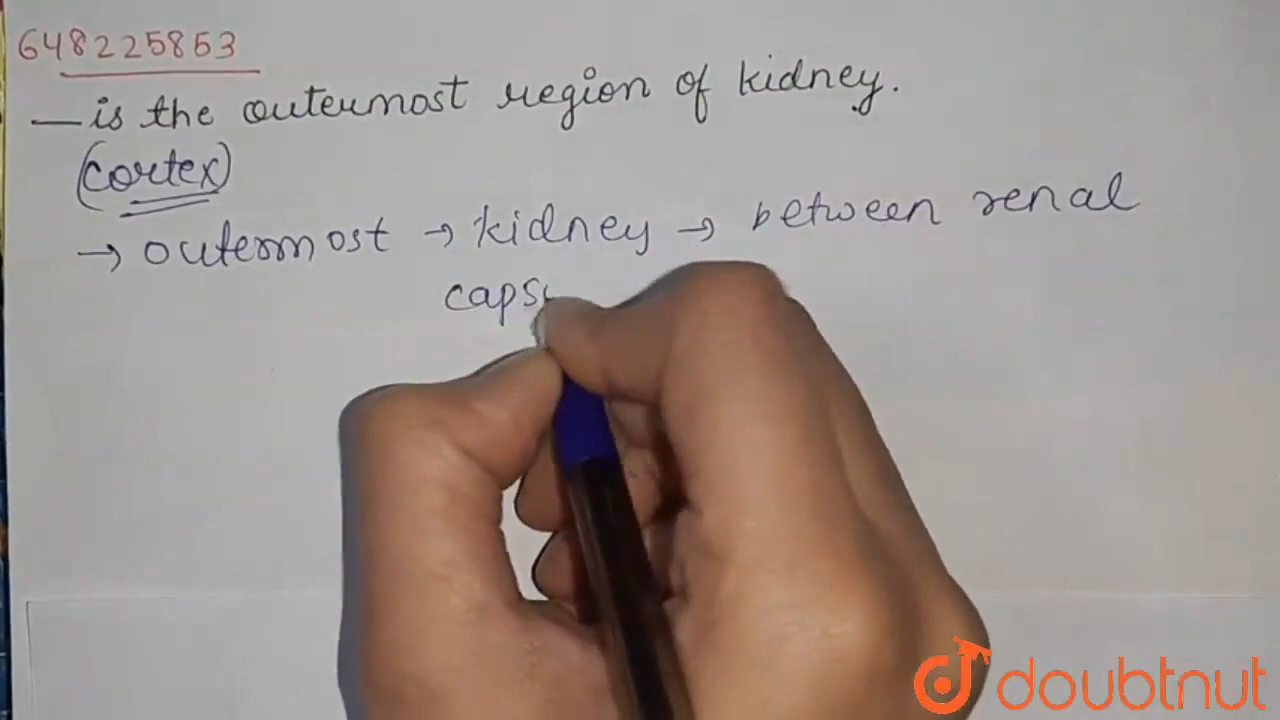 648225853
— is the outermost region of kidney.
(cortex)
→ outermost → kidney → between renal
caps
doubtnut